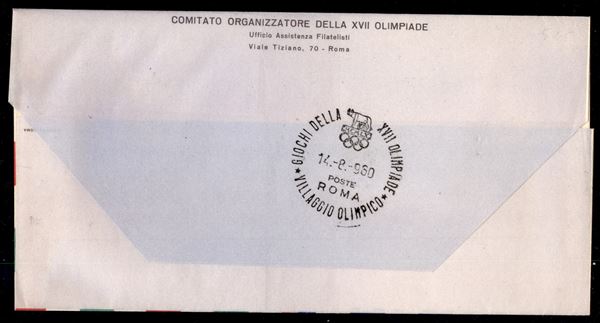 COMITATO ORGANIZZATORE DELLA XVII OLIMPIADE
Ufficio Assistenza Filatelisti
Viale Tiziano, 70 - Roma
GIOCHI DELLA XVII OLIMPIADE
14.-8.-960
POSTE
ROMA
★ VILLAGGIO OLIMPICO ★